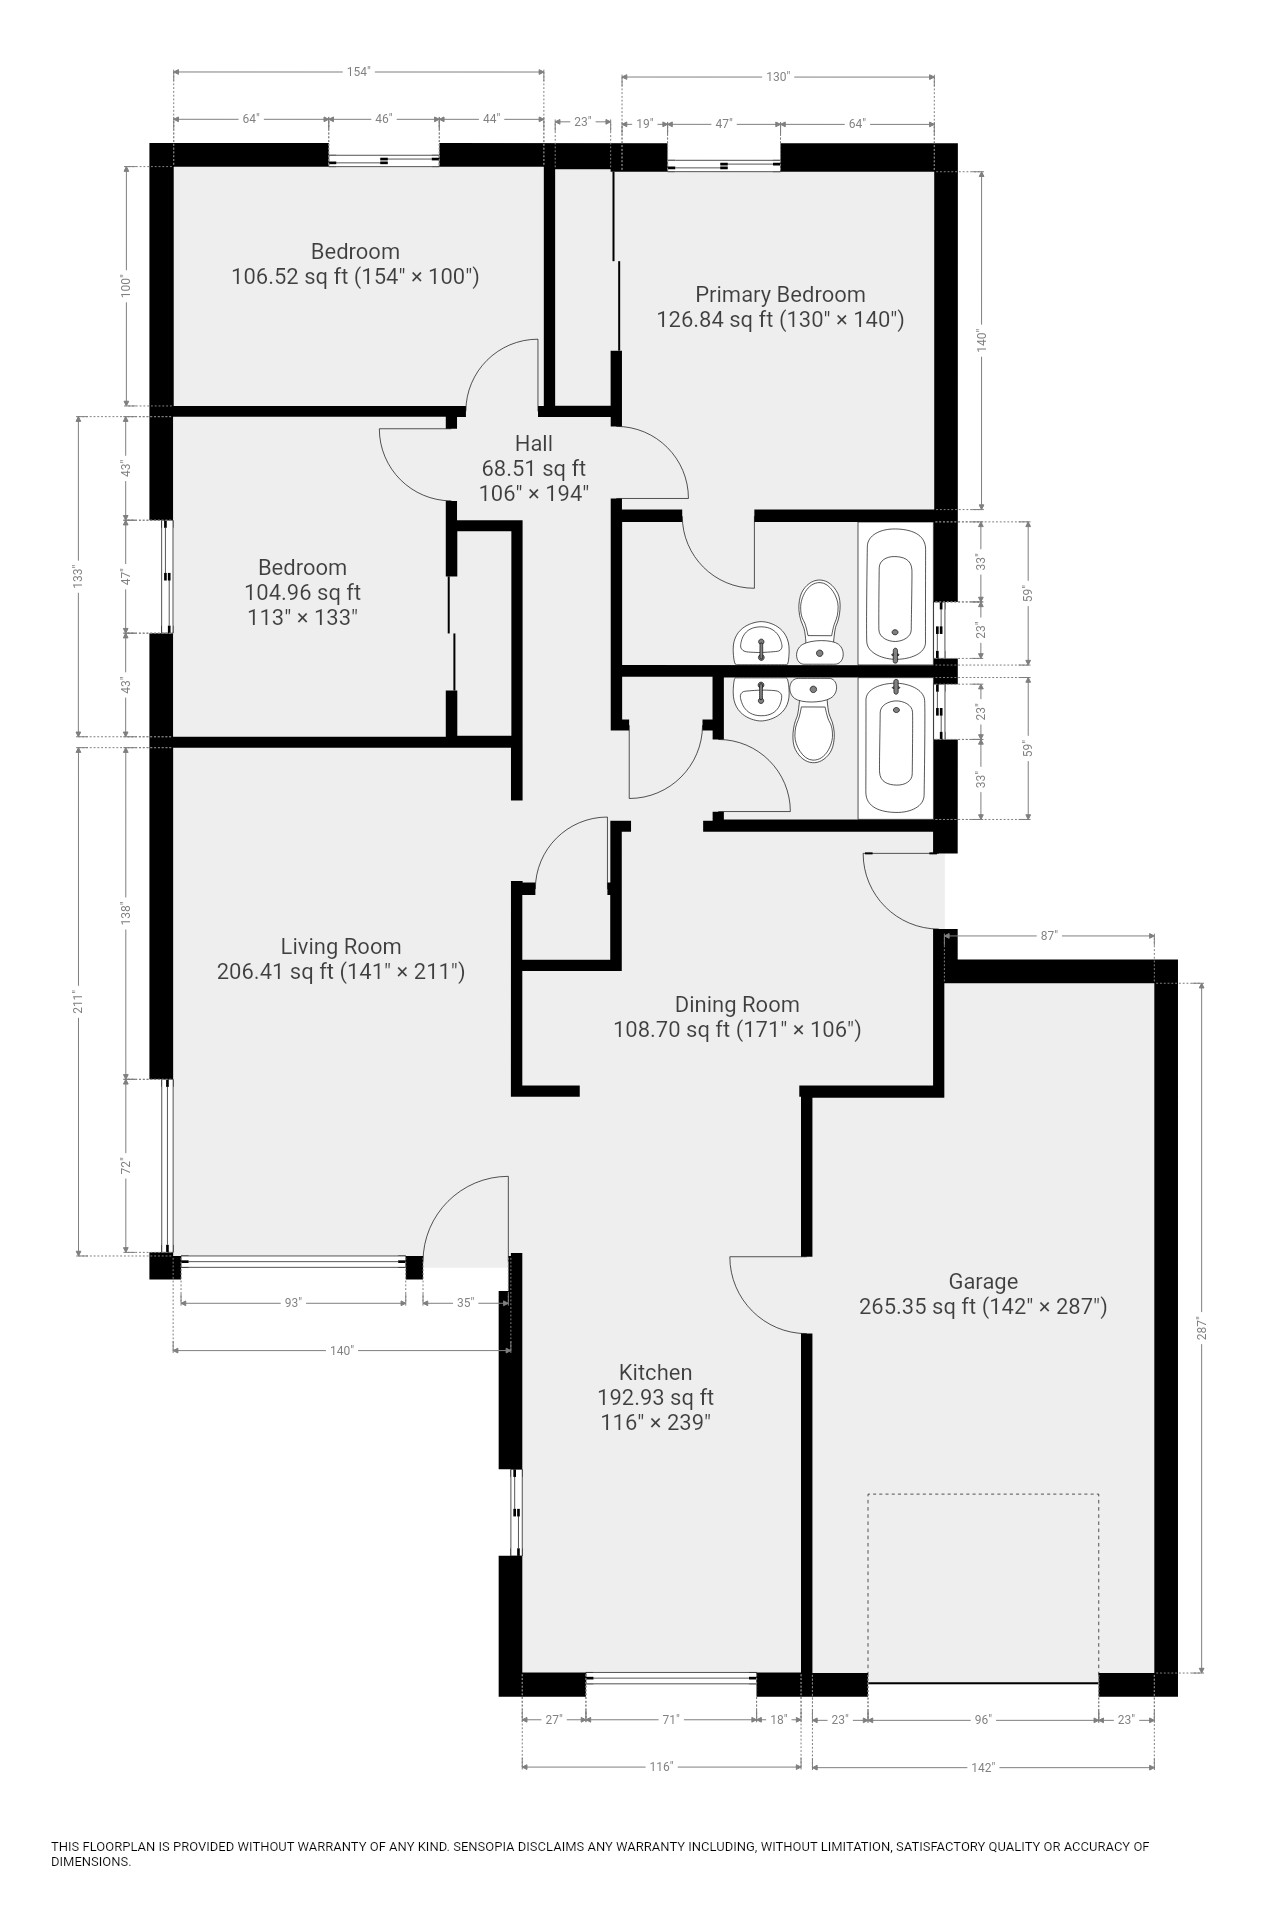 154"
130"
64"
46"
44"
23"
19"
47"
64"
Bedroom
106.52 sq ft (154" × 100")
100"
Primary Bedroom
126.84 sq ft (130" × 140")
140"
Hall
68.51 sq ft
106" × 194"
43"
133"
47"
43"
Bedroom
104.96 sq ft
113" × 133"
33"
59"
23"
23"
59"
33"
138"
211"
72"
Living Room
206.41 sq ft (141" × 211")
87"
Dining Room
108.70 sq ft (171" × 106")
93"
35"
140"
Garage
265.35 sq ft (142" × 287")
287"
Kitchen
192.93 sq ft
116" × 239"
27"
71"
18"
23"
96"
23"
116"
142"
THIS FLOORPLAN IS PROVIDED WITHOUT WARRANTY OF ANY KIND. SENSOPIA DISCLAIMS ANY WARRANTY INCLUDING, WITHOUT LIMITATION, SATISFACTORY QUALITY OR ACCURACY OF
DIMENSIONS.